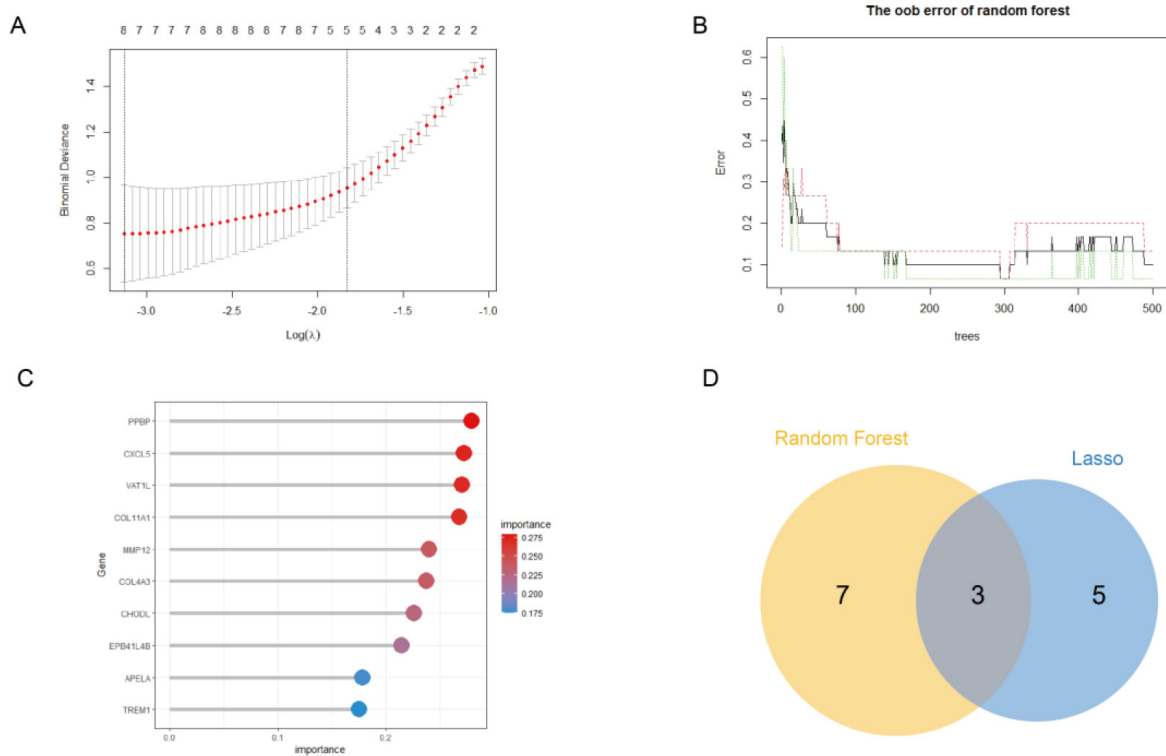 A
8 7 7 7 7 7 8 8 8 8 8 8 7 7 5 5 5 4 3 3 2 2 2 2 2
Binomial Deviance
1.4
1.2
1.0
0.8
0.6
-3.0 -2.5 -2.0 -1.5 -1.0
Log(λ)
B
The oob error of random forest
Error
0.6
0.5
0.4
0.3
0.2
0.1
0 100 200 300 400 500
trees
C
Gene
PPBP
CXCL5
VAT1L
COL11A1
MMP12
COL4A3
CHODL
EPB41L4B
APELA
TREM1
0.0 0.1 0.2
importance
importance
0.275
0.250
0.225
0.200
0.175
D
Random Forest
Lasso
7 3 5